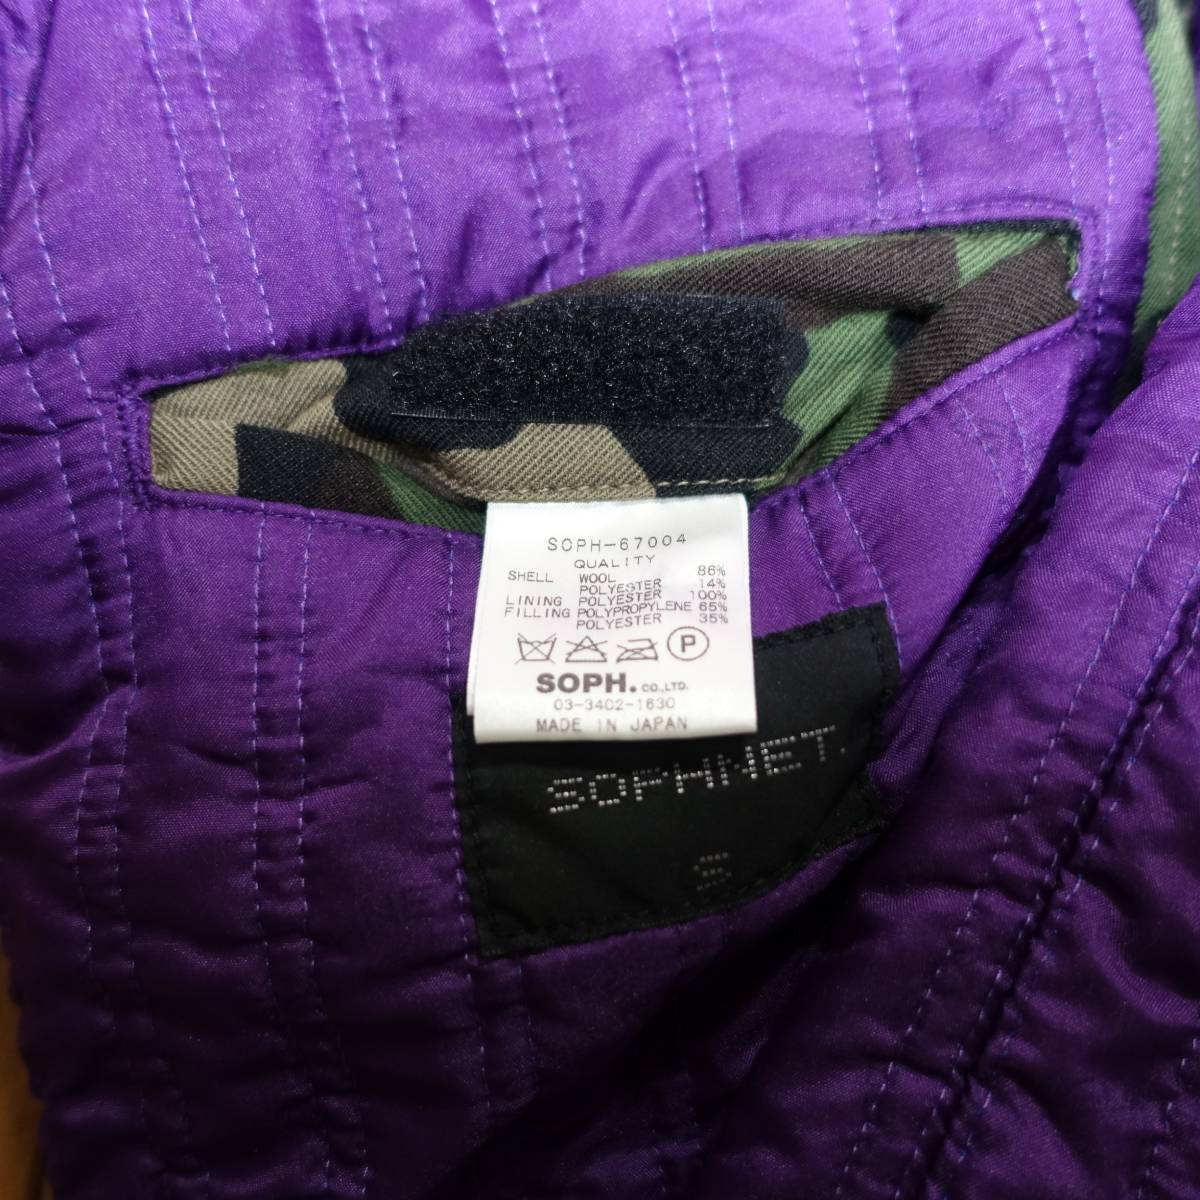 SOPH-67004
QUALITY
SHELL WOOL 86%
POLYESTER 14%
LINING POLYESTER 100%
FILLING POLYPROPYLENE 65%
POLYESTER 35%
P
SOPH. CO.,LTD.
03-3402-1630
MADE IN JAPAN
SOPHNET.